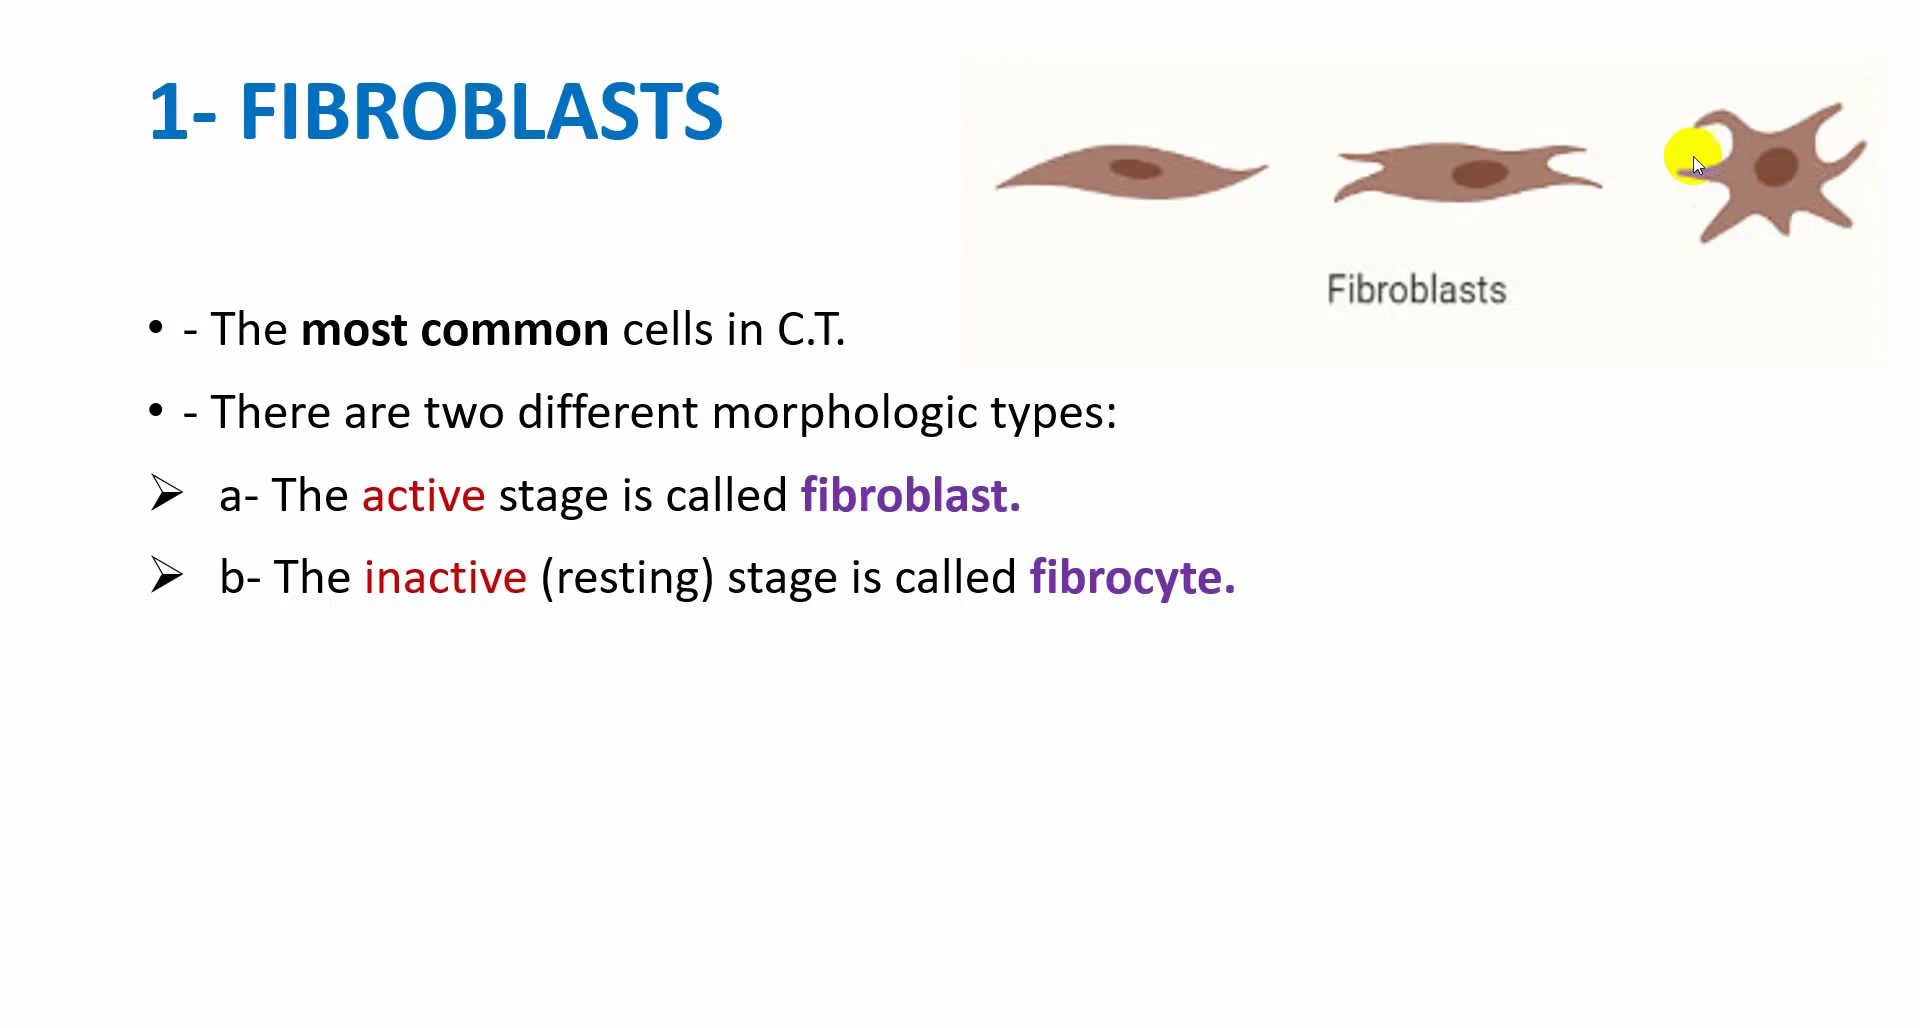 1- FIBROBLASTS
Fibroblasts
• - The most common cells in C.T.
• - There are two different morphologic types:
➢ a- The active stage is called fibroblast.
➢ b- The inactive (resting) stage is called fibrocyte.